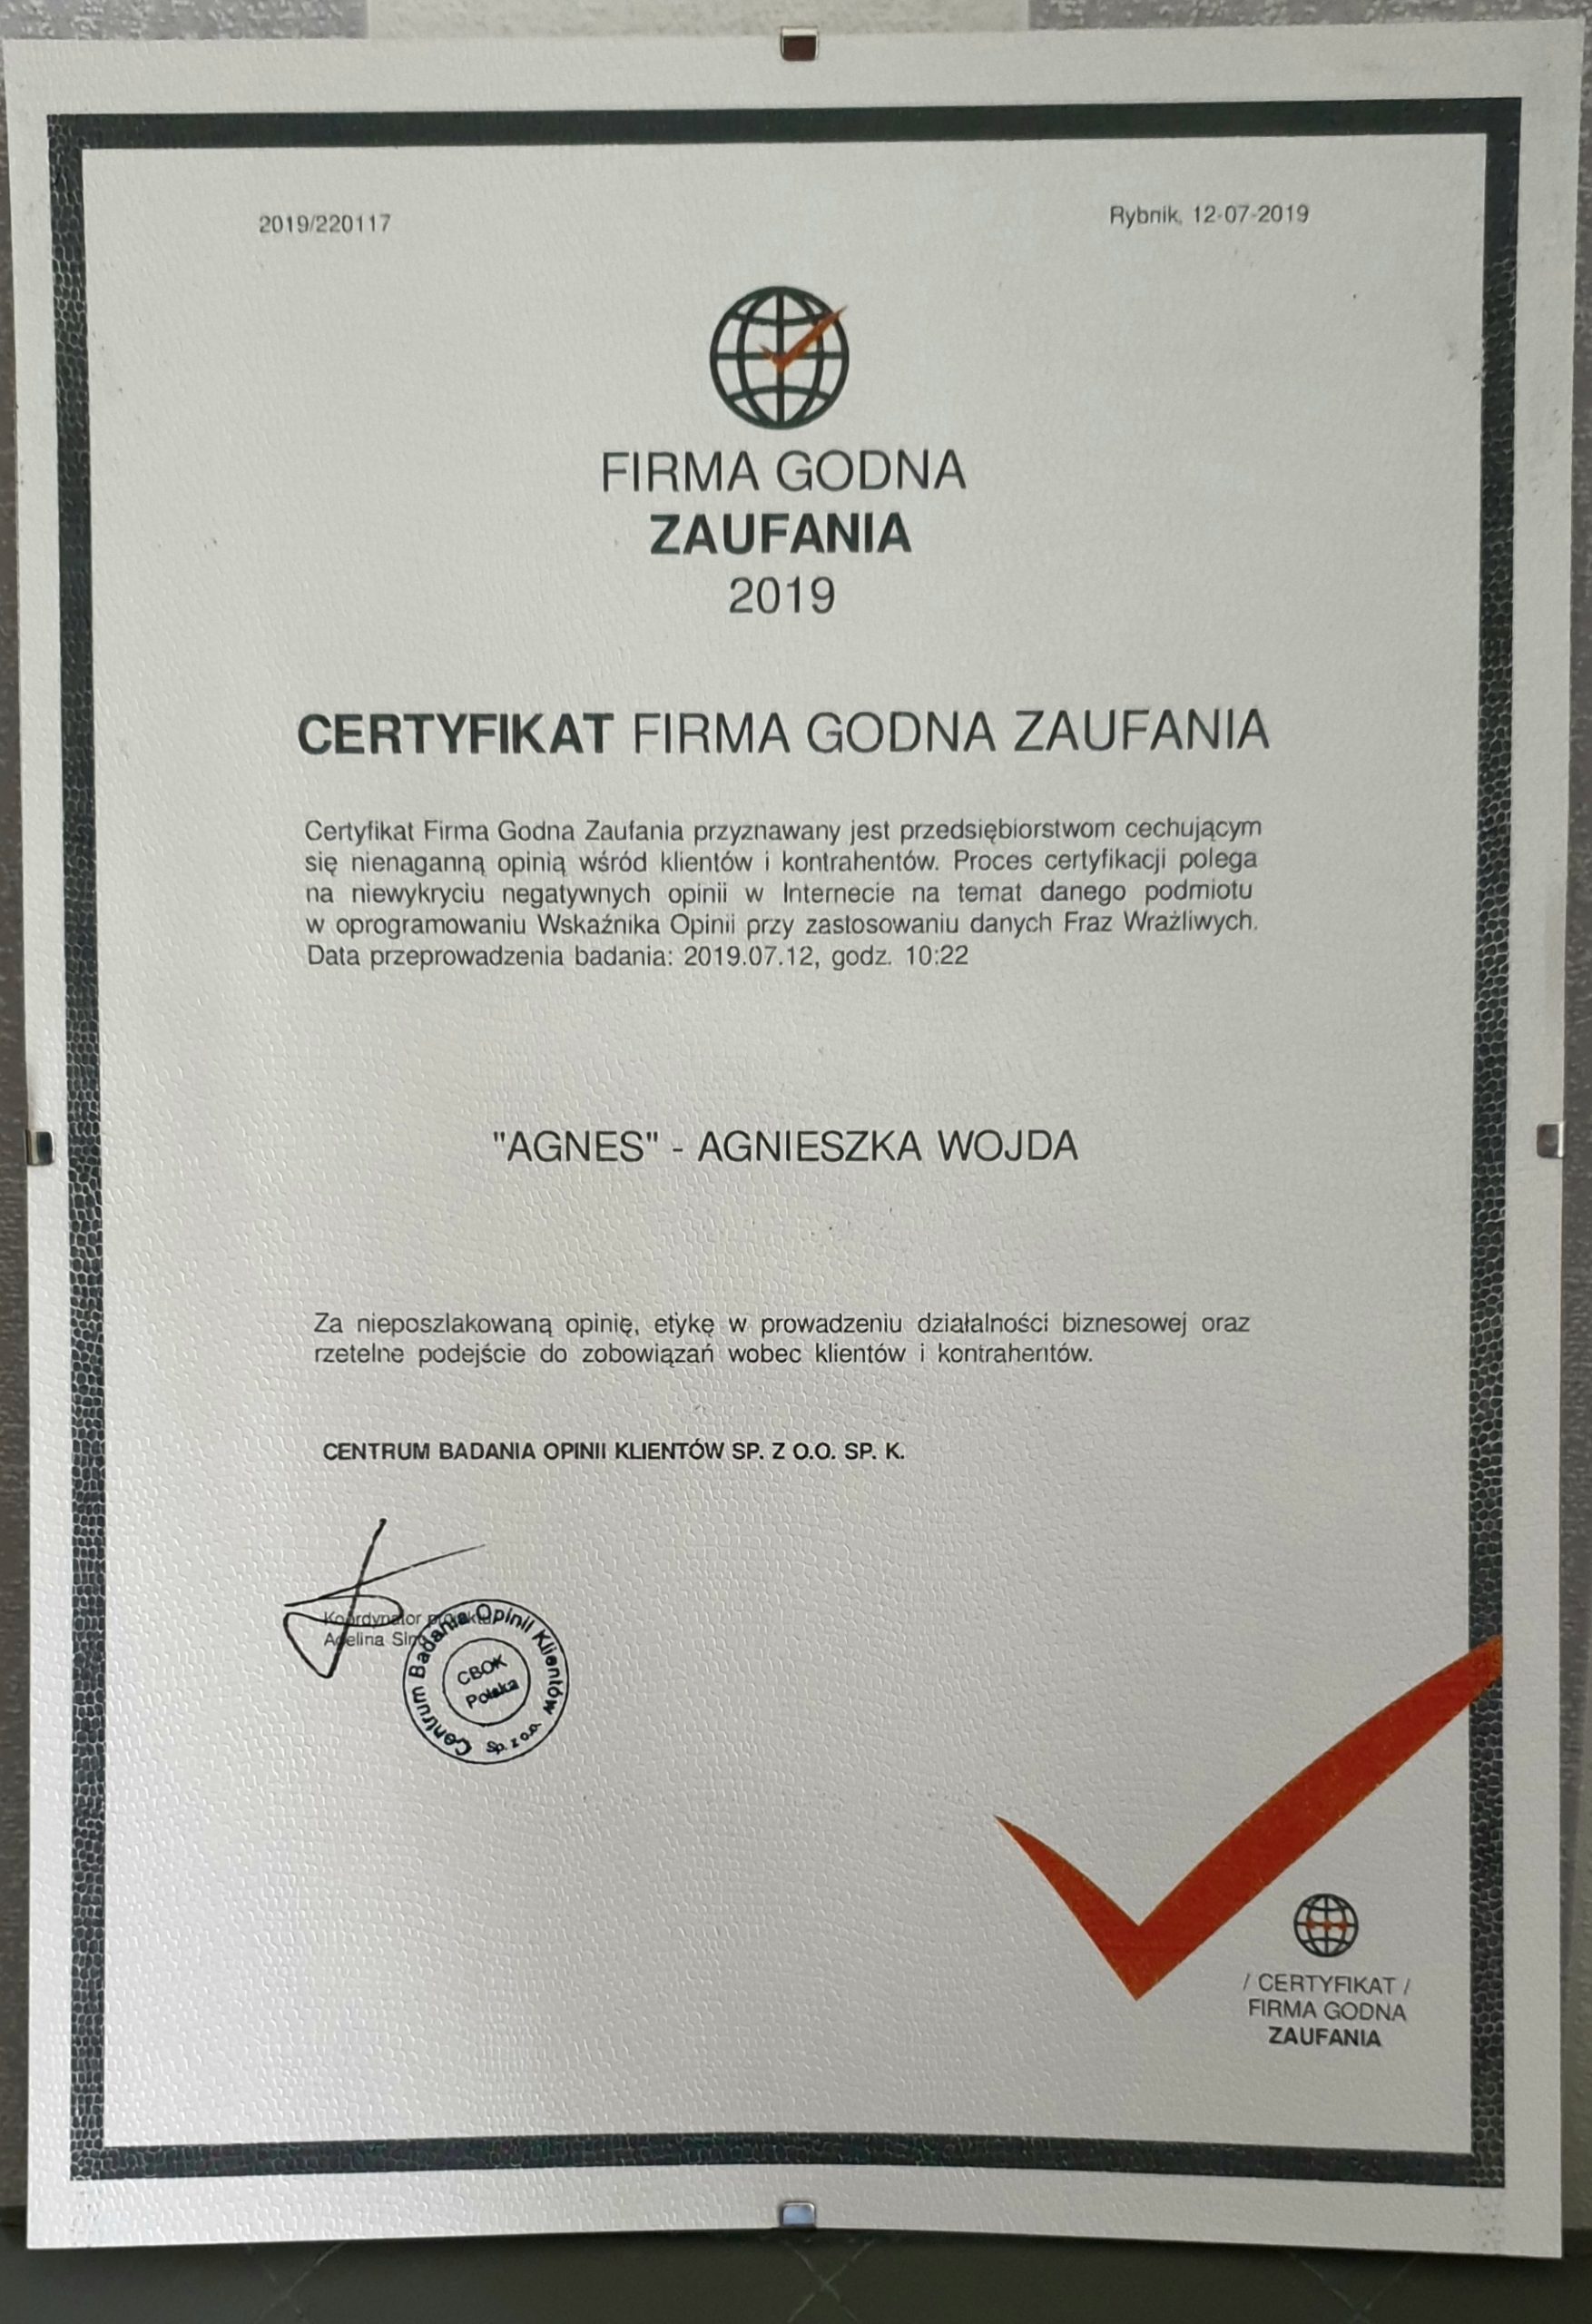 2019/220117
Rybnik, 12-07-2019
FIRMA GODNA
ZAUFANIA
2019
CERTYFIKAT FIRMA GODNA ZAUFANIA
Certyfikat Firma Godna Zaufania przyznawany jest przedsiębiorstwom cechującym
się nienaganną opinią wśród klientów i kontrahentów. Proces certyfikacji polega
na niewykryciu negatywnych opinii w Internecie na temat danego podmiotu
w oprogramowaniu Wskaźnika Opinii przy zastosowaniu danych Fraz Wrażliwych.
Data przeprowadzenia badania: 2019.07.12, godz. 10:22
"AGNES" - AGNIESZKA WOJDA
Za nieposzlakowaną opinię, etykę w prowadzeniu działalności biznesowej oraz
rzetelne podejście do zobowiązań wobec klientów i kontrahentów.
CENTRUM BADANIA OPINII KLIENTÓW SP. Z O.O. SP. K.
Koordynator projektu
Adelina
Centrum Badania Opinii Klientów
Sp. z o.o.
CBOK
Polska
/ CERTYFIKAT /
FIRMA GODNA
ZAUFANIA